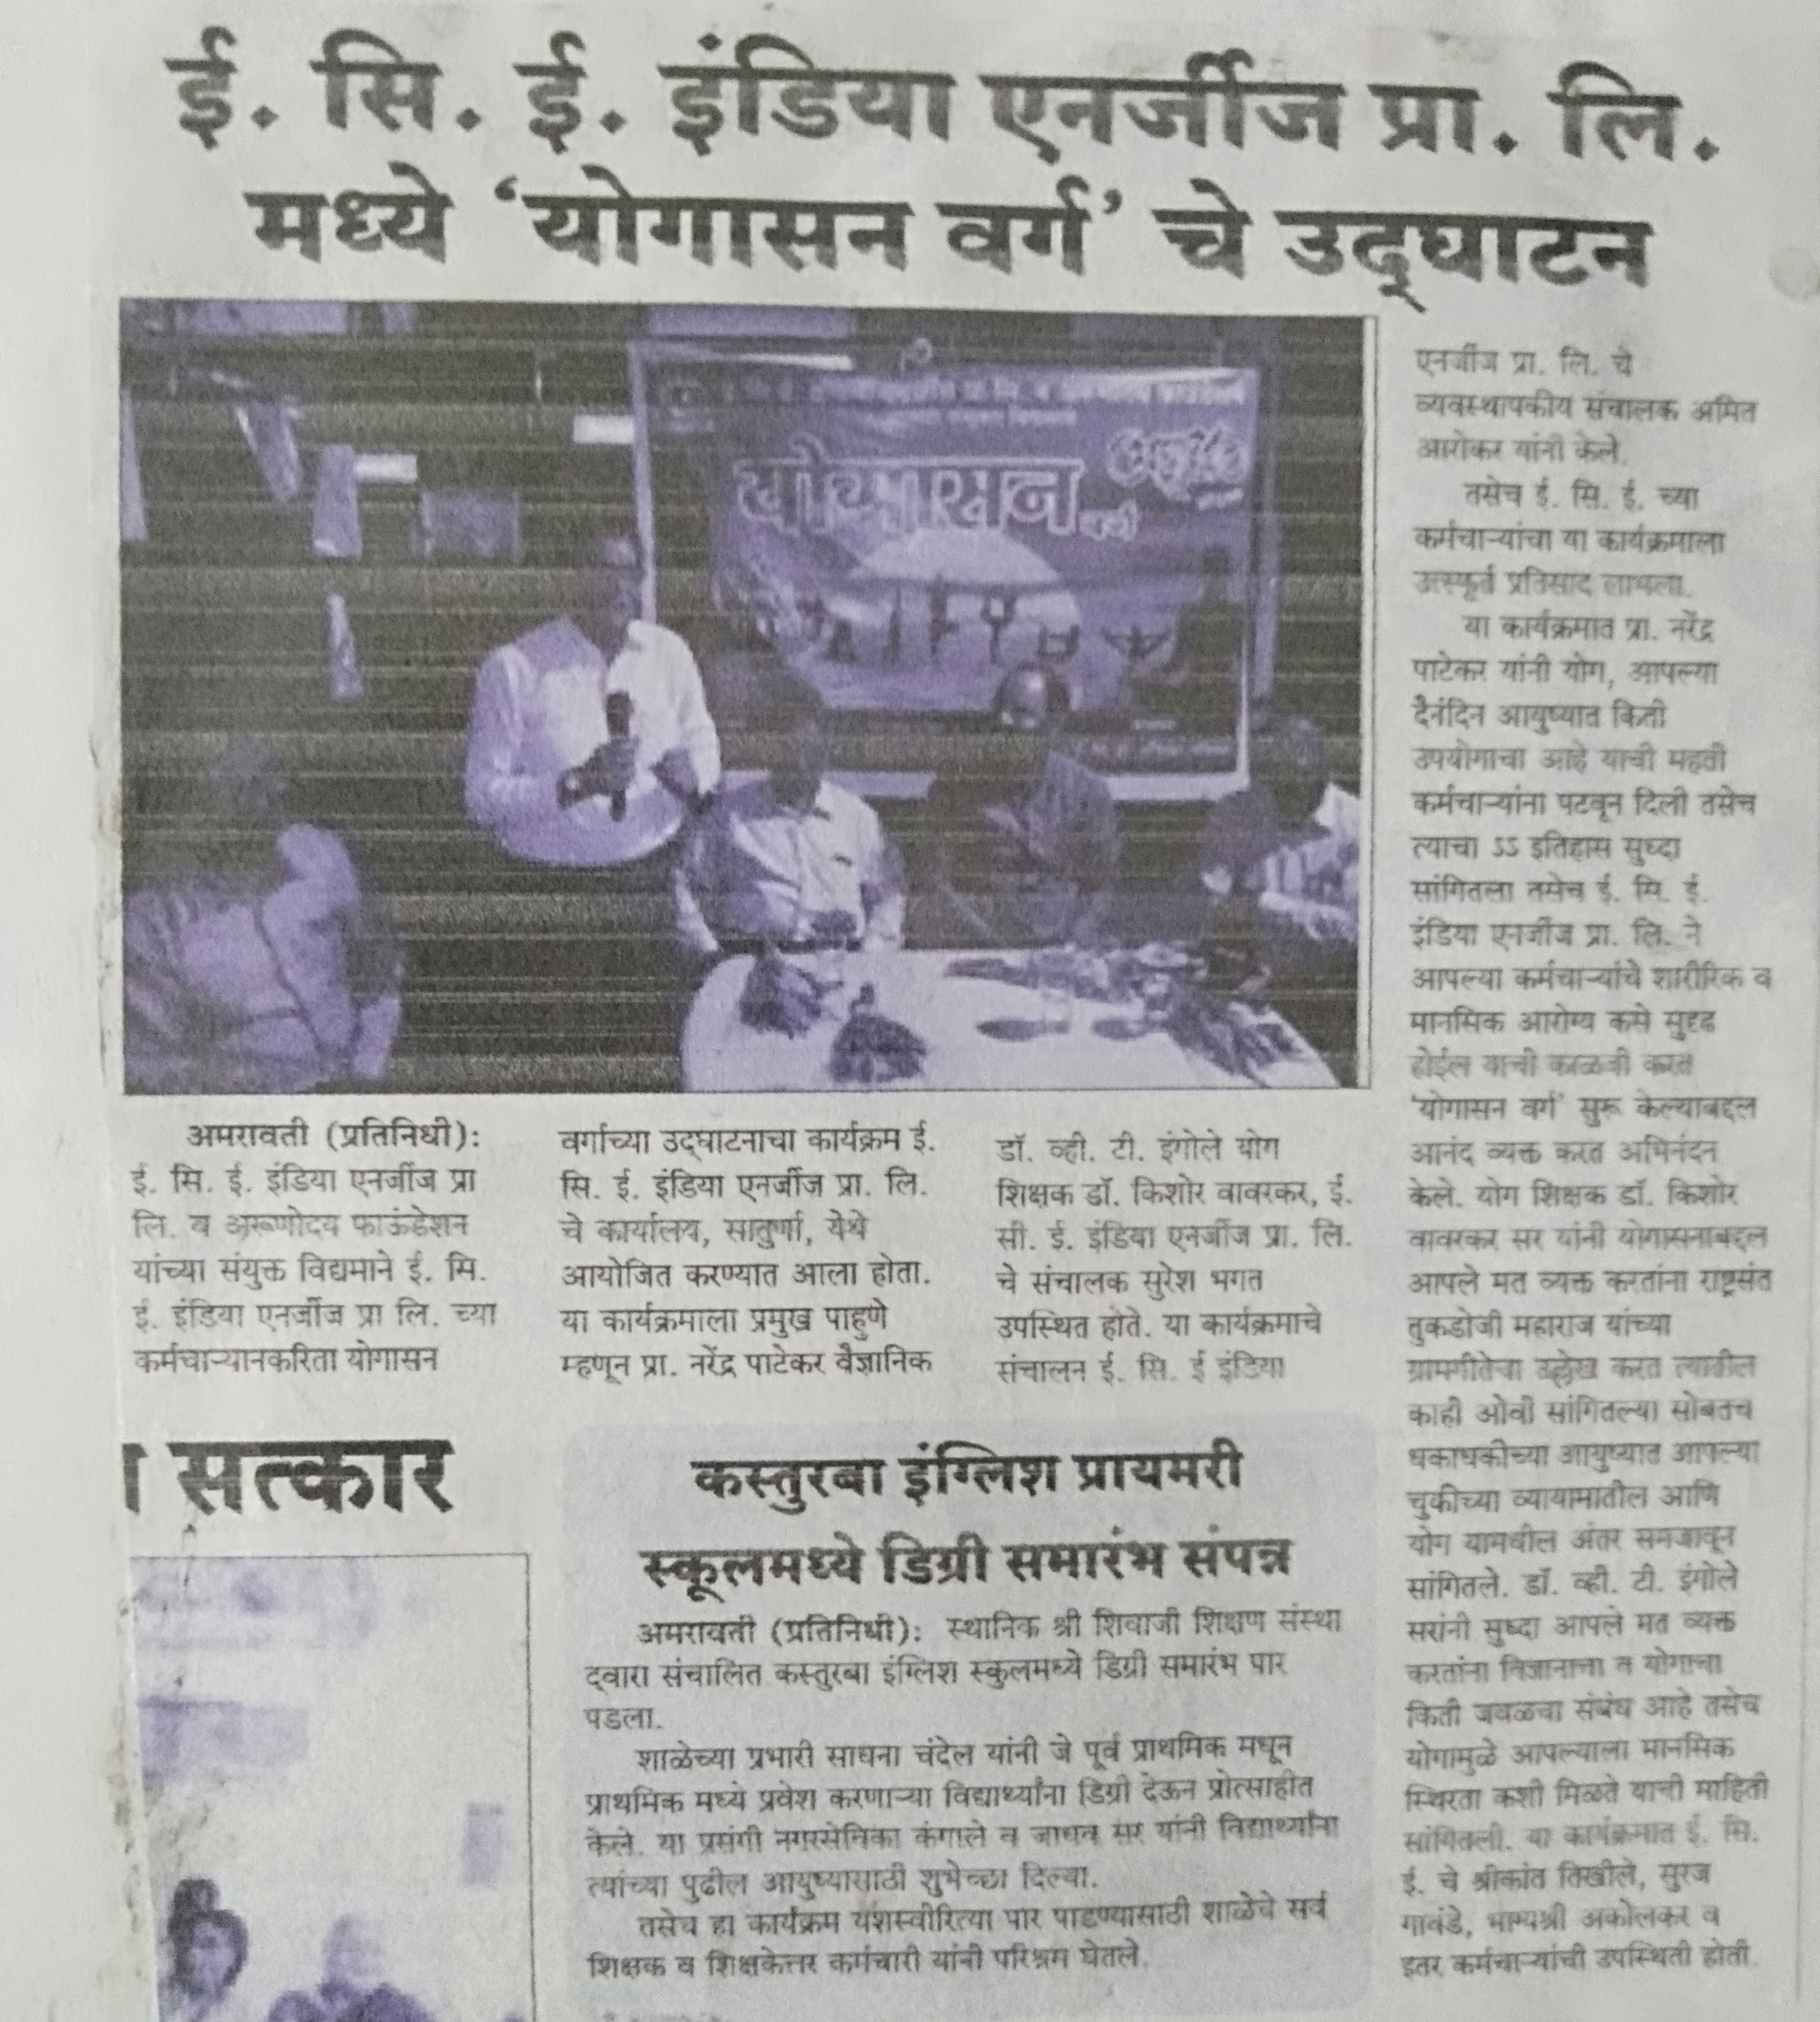 ई. सि. ई. इंडिया एनर्जीज प्रा. लि.
मध्ये ‘योगासन वर्ग’ चे उद्‌घाटन
योगासन
अमरावती (प्रतिनिधी):
ई. सि. ई. इंडिया एनर्जीज प्रा
लि. व अरूणोदय फाऊंडेशन
यांच्या संयुक्त विद्यमाने ई. सि.
ई. इंडिया एनर्जीज प्रा लि. च्या
कर्मचाऱ्यानकरिता योगासन
वर्गाच्या उद्‌घाटनाचा कार्यक्रम ई.
सि. ई. इंडिया एनर्जीज प्रा. लि.
चे कार्यालय, सातुर्णा, येथे
आयोजित करण्यात आला होता.
या कार्यक्रमाला प्रमुख पाहुणे
म्हणून प्रा. नरेंद्र पाटेकर वैज्ञानिक
डॉ. व्ही. टी. इंगोले योग
शिक्षक डॉ. किशोर वावरकर, ई.
सी. ई. इंडिया एनर्जीज प्रा. लि.
चे संचालक सुरेश भगत
उपस्थित होते. या कार्यक्रमाचे
संचालन ई. सि. ई इंडिया
एनर्जीज प्रा. लि. चे
व्यवस्थापकीय संचालक अमित
आरोकर यांनी केले.
तसेच ई. सि. ई. च्या
कर्मचाऱ्यांचा या कार्यक्रमाला
उत्स्फूर्त प्रतिसाद लाभला.
या कार्यक्रमात प्रा. नरेंद्र
पाटेकर यांनी योग, आपल्या
दैनंदिन आयुष्यात किती
उपयोगाचा आहे याची महती
कर्मचाऱ्यांना पटवून दिली तसेच
त्याचा ऽऽ इतिहास सुध्दा
सांगितला तसेच ई. सि. ई.
इंडिया एनर्जीज प्रा. लि. ने
आपल्या कर्मचाऱ्यांचे शारीरिक व
मानसिक आरोग्य कसे सुदृढ
होईल याची काळजी करत
‘योगासन वर्ग’ सुरू केल्याबद्दल
आनंद व्यक्त करत अभिनंदन
केले. योग शिक्षक डॉ. किशोर
वावरकर सर यांनी योगासनाबद्दल
आपले मत व्यक्त करतांना राष्ट्रसंत
तुकडोजी महाराज यांच्या
ग्रामगीतेचा उल्लेख करत त्यातील
काही ओवी सांगितल्या सोबतच
धकाधकीच्या आयुष्यात आपल्या
चुकीच्या व्यायामातील आणि
योग यामधील अंतर समजावून
सांगितले. डॉ. व्ही. टी. इंगोले
सरांनी सुध्दा आपले मत व्यक्त
करतांना विज्ञानाचा व योगाचा
किती जवळचा संबंध आहे तसेच
योगामुळे आपल्याला मानसिक
स्थिरता कशी मिळते याची माहिती
सांगितली. या कार्यक्रमात ई. सि.
ई. चे श्रीकांत तिखीले, सुरज
गावंडे, भाग्यश्री अकोलकर व
इतर कर्मचाऱ्यांची उपस्थिती होती.
सत्कार
कस्तुरबा इंग्लिश प्रायमरी
स्कूलमध्ये डिग्री समारंभ संपन्न
अमरावती (प्रतिनिधी): स्थानिक श्री शिवाजी शिक्षण संस्था
द्वारा संचालित कस्तुरबा इंग्लिश स्कुलमध्ये डिग्री समारंभ पार
पडला.
शाळेच्या प्रभारी साधना चंदेल यांनी जे पूर्व प्राथमिक मधून
प्राथमिक मध्ये प्रवेश करणाऱ्या विद्यार्थ्यांना डिग्री देऊन प्रोत्साहीत
केले. या प्रसंगी नगरसेविका कंगाले व जाधव सर यांनी विद्यार्थ्यांना
त्यांच्या पुढील आयुष्यासाठी शुभेच्छा दिल्या.
तसेच हा कार्यक्रम यशस्वीरित्या पार पाडण्यासाठी शाळेचे सर्व
शिक्षक व शिक्षकेत्तर कर्मचारी यांनी परिश्रम घेतले.